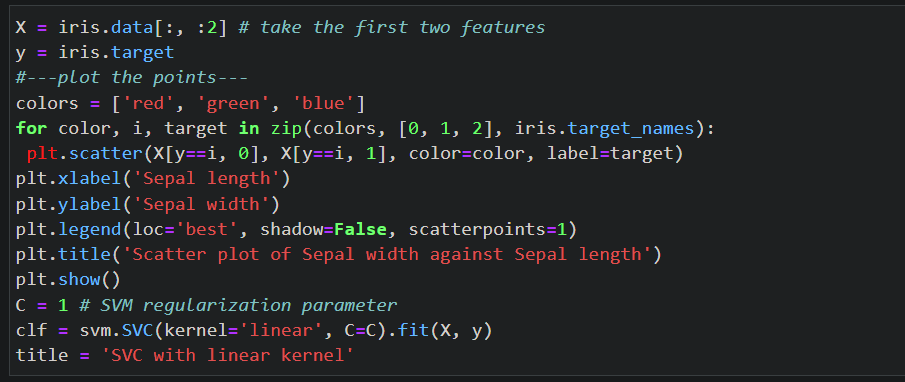 X = iris.data[:, :2] # take the first two features
y = iris.target
#---plot the points---
colors = ['red', 'green', 'blue']
for color, i, target in zip(colors, [0, 1, 2], iris.target_names):
 plt.scatter(X[y==i, 0], X[y==i, 1], color=color, label=target)
plt.xlabel('Sepal length')
plt.ylabel('Sepal width')
plt.legend(loc='best', shadow=False, scatterpoints=1)
plt.title('Scatter plot of Sepal width against Sepal length')
plt.show()
C = 1 # SVM regularization parameter
clf = svm.SVC(kernel='linear', C=C).fit(X, y)
title = 'SVC with linear kernel'